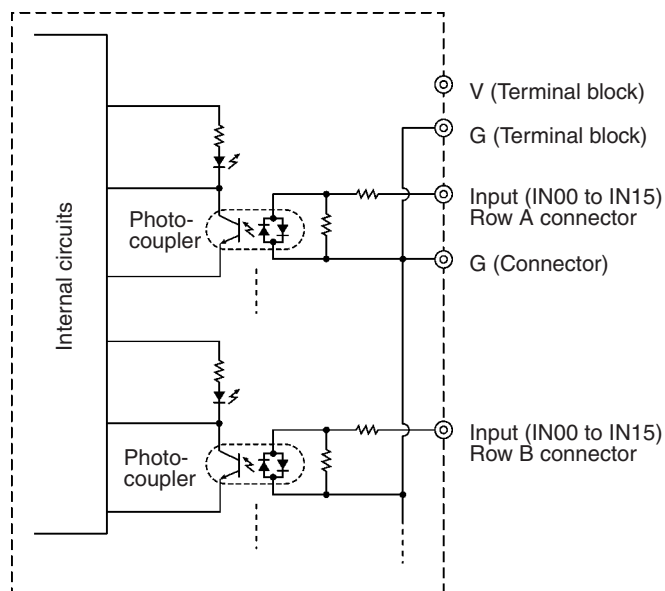 V (Terminal block)
G (Terminal block)
Input (IN00 to IN15)
Row A connector
Photo-
coupler
G (Connector)
Internal circuits
Input (IN00 to IN15)
Row B connector
Photo-
coupler